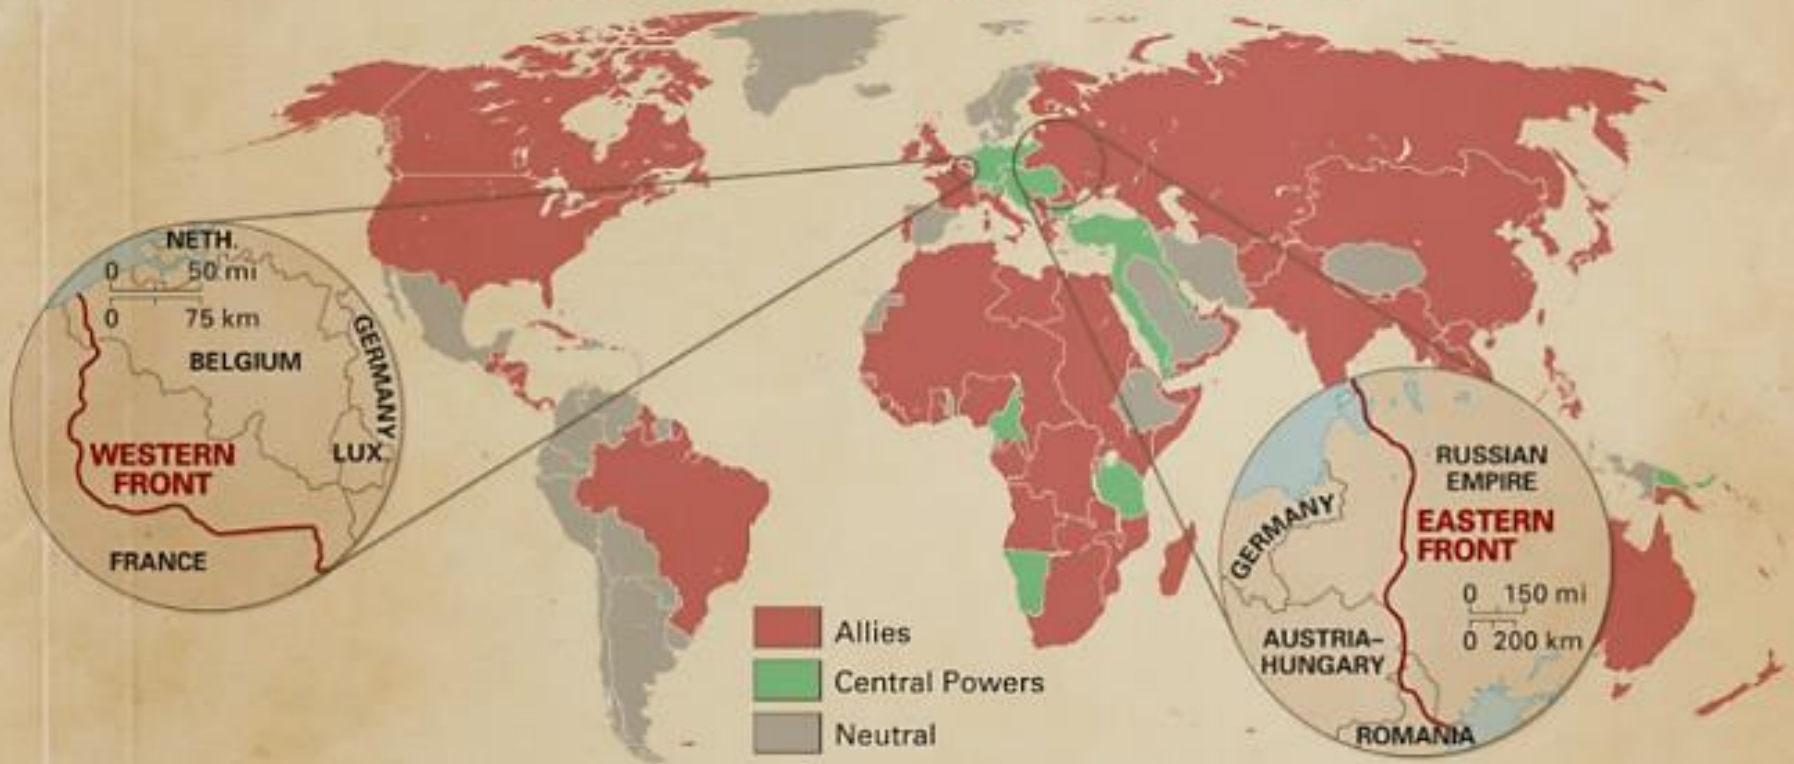 NETH.
0 50 mi
0 75 km
BELGIUM
GERMANY
LUX.
WESTERN
FRONT
FRANCE
Allies
Central Powers
Neutral
RUSSIAN
EMPIRE
EASTERN
FRONT
GERMANY
0 150 mi
0 200 km
AUSTRIA–
HUNGARY
ROMANIA